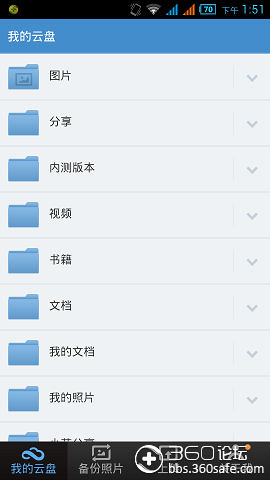 70 下午 1:51
我的云盘
图片
分享
内测版本
视频
书籍
文档
我的文档
我的照片
我的云盘
备份照片
360论坛
bbs.360safe.com